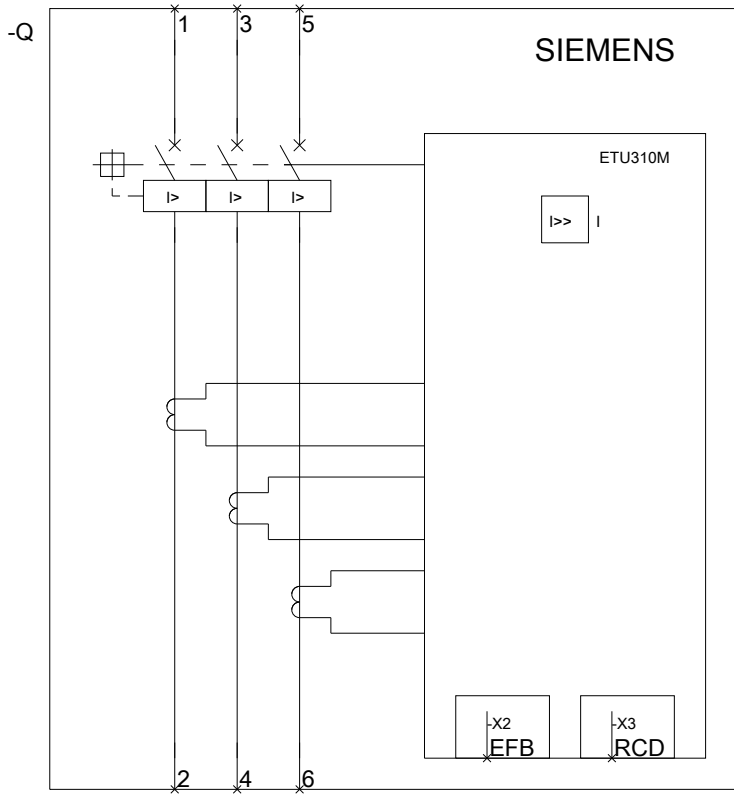 -Q
1 3 5
SIEMENS
ETU310M
I> I> I>
I>> I
-X2 -X3
EFB RCD
2 4 6